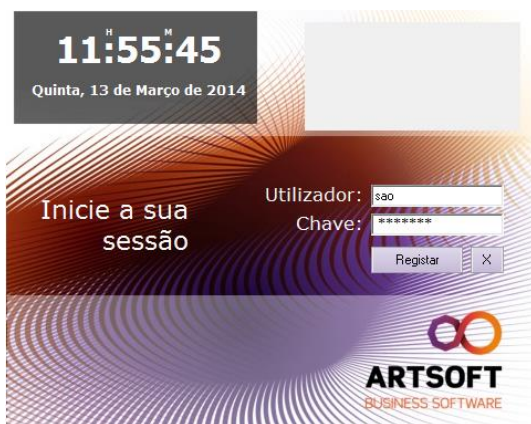 H M
11:55:45
Quinta, 13 de Março de 2014
Utilizador: sao
Inicie a sua
sessão
Chave: *******
Registar X
ARTSOFT
BUSINESS SOFTWARE